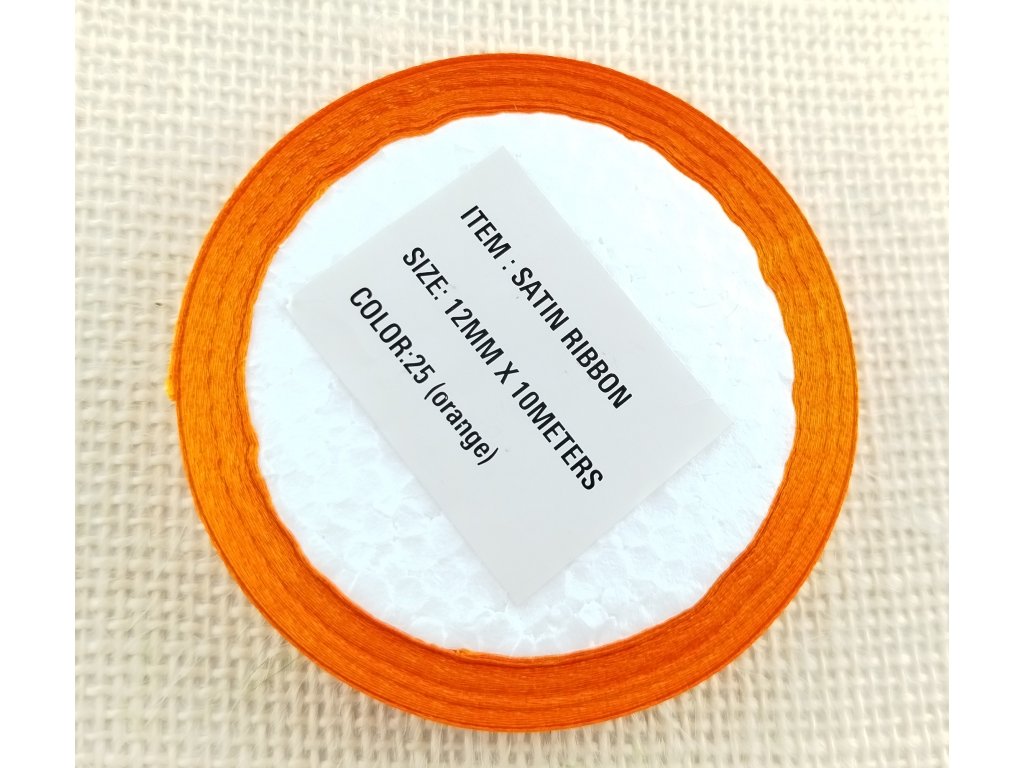 ITEM : SATIN RIBBON
SIZE: 12MM X 10METERS
COLOR:25 (orange)